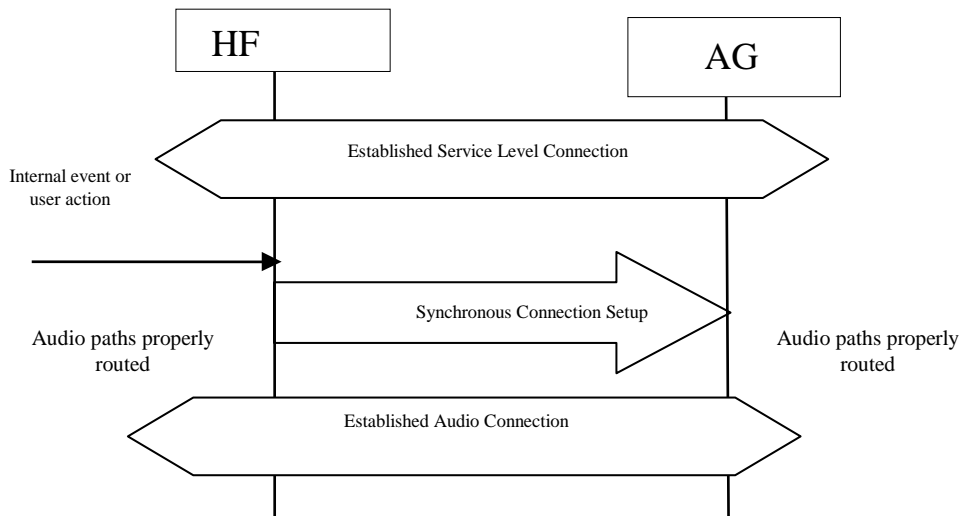 HF
AG
Established Service Level Connection
Internal event or
user action
Synchronous Connection Setup
Audio paths properly
routed
Audio paths properly
routed
Established Audio Connection